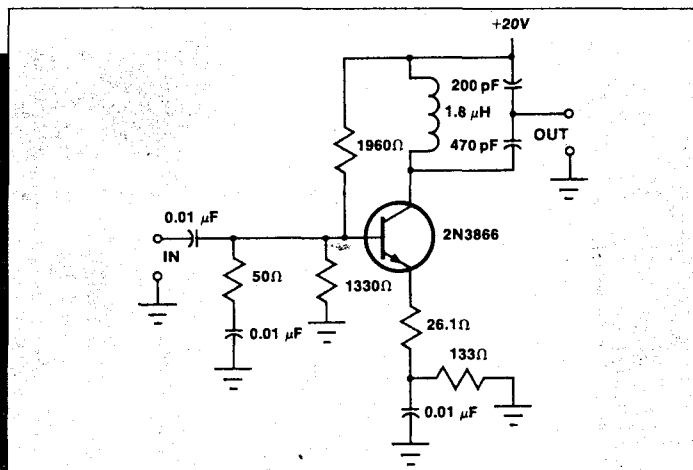 +20V
200 pF
1.8 μH
OUT
470 pF
1960Ω
0.01 μF
2N3866
IN
50Ω
1330Ω
26.1Ω
0.01 μF
133Ω
0.01 μF